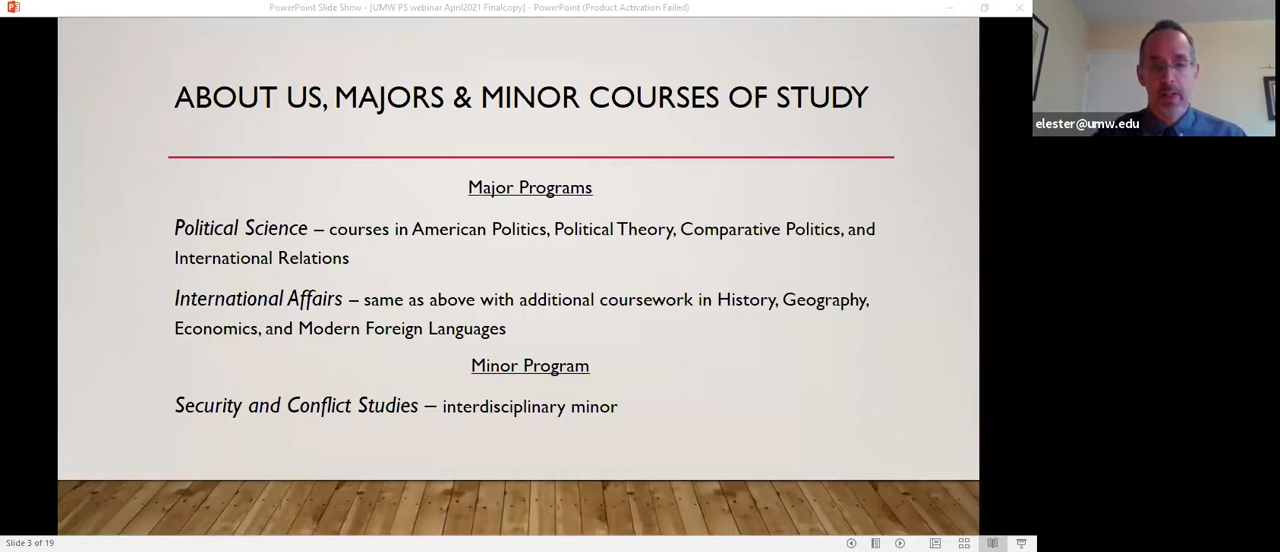 PowerPoint Slide Show - [UMW PS webinar April2021 Finalcopy] - PowerPoint (Product Activation Failed)
ABOUT US, MAJORS & MINOR COURSES OF STUDY
elester@umw.edu
Major Programs
Political Science – courses in American Politics, Political Theory, Comparative Politics, and
International Relations
International Affairs – same as above with additional coursework in History, Geography,
Economics, and Modern Foreign Languages
Minor Program
Security and Conflict Studies – interdisciplinary minor
Slide 3 of 19